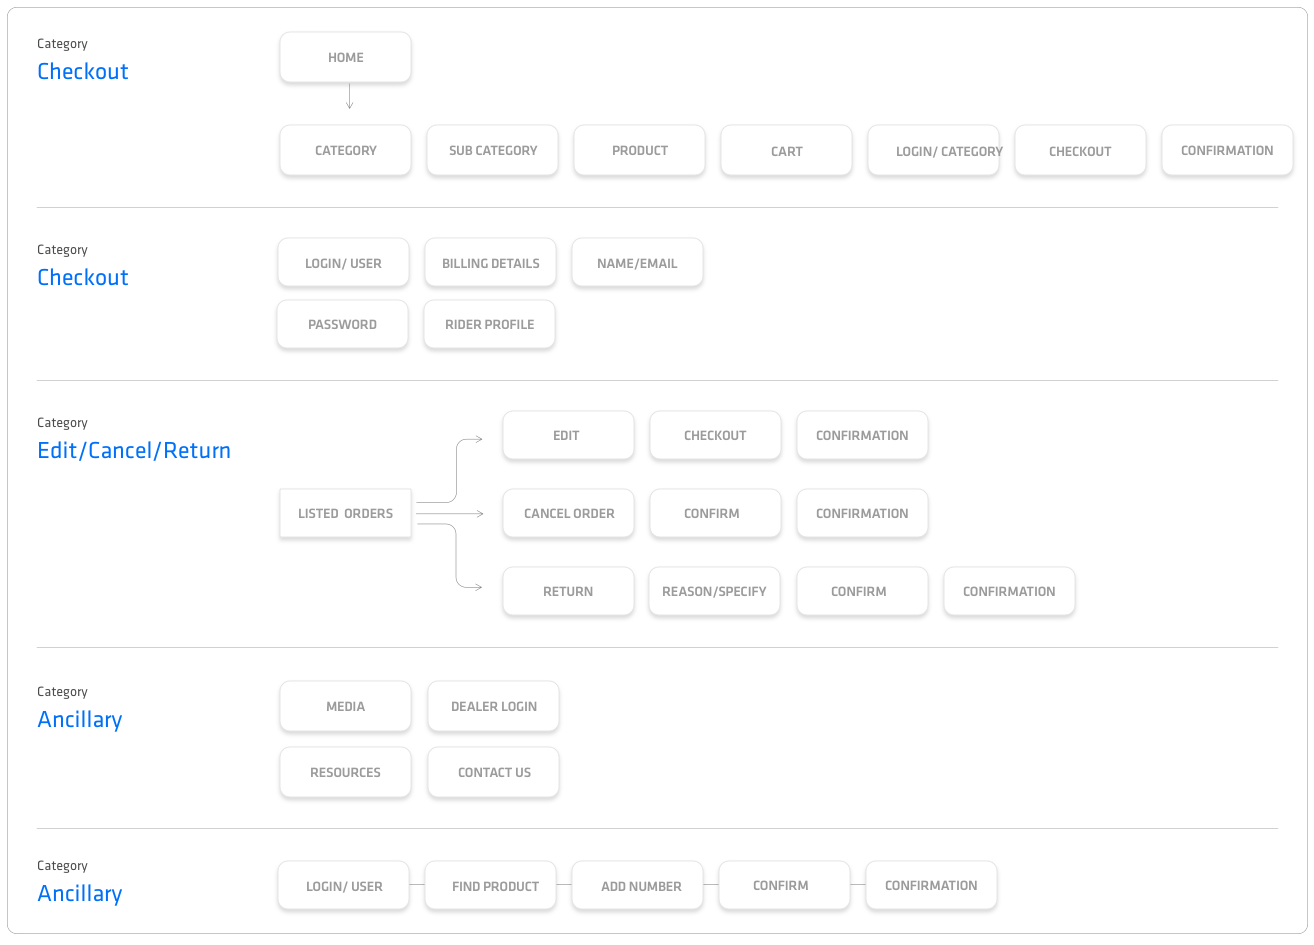 Category
Checkout
HOME
CATEGORY SUB CATEGORY PRODUCT CART LOGIN/ CATEGORY CHECKOUT CONFIRMATION
Category
Checkout
LOGIN/ USER BILLING DETAILS NAME/EMAIL
PASSWORD RIDER PROFILE
Category
Edit/Cancel/Return
EDIT CHECKOUT CONFIRMATION
LISTED ORDERS CANCEL ORDER CONFIRM CONFIRMATION
RETURN REASON/SPECIFY CONFIRM CONFIRMATION
Category
Ancillary
MEDIA DEALER LOGIN
RESOURCES CONTACT US
Category
Ancillary
LOGIN/ USER FIND PRODUCT ADD NUMBER CONFIRM CONFIRMATION